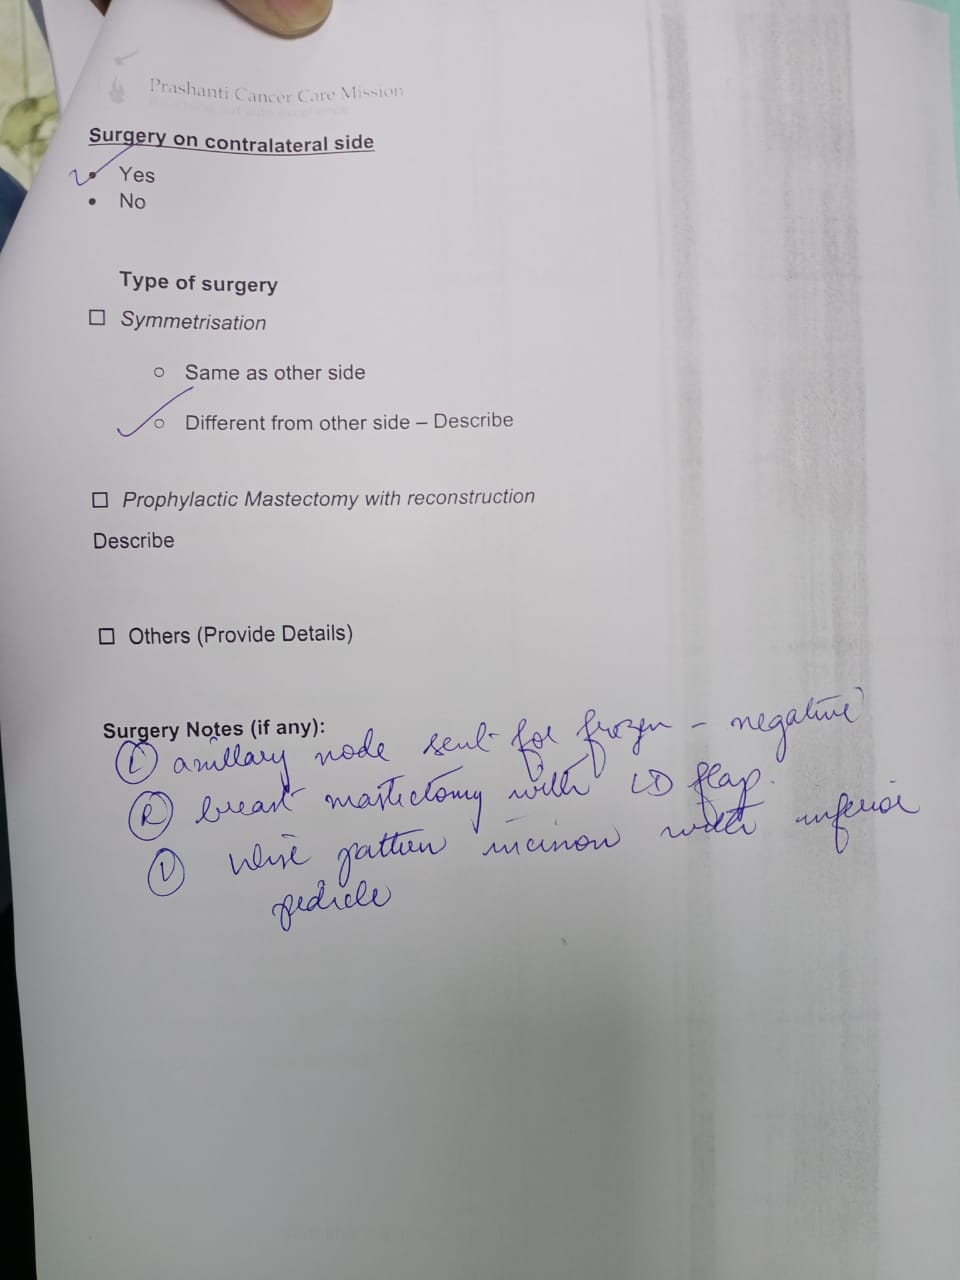 Prashanti Cancer Care Mission
Surgery on contralateral side
• Yes
• No
Type of surgery
☐ Symmetrisation
○ Same as other side
○ Different from other side – Describe
☐ Prophylactic Mastectomy with reconstruction
Describe
☐ Others (Provide Details)
Surgery Notes (if any):
Ⓛ axillary node sent for frozen - negative
Ⓡ breast mastectomy with LD flap.
Ⓛ Wise pattern incision with inferior
pedicle